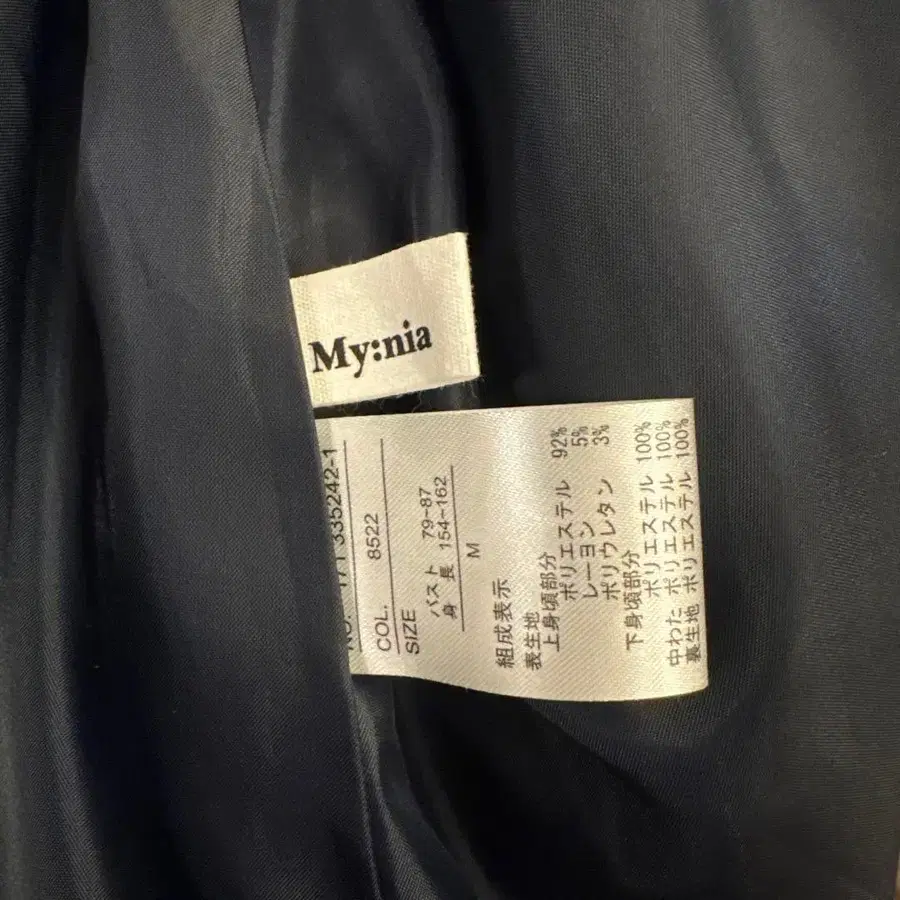 My:nia
171 335242-1
COL. 8522
SIZE
バスト 79-87
身 長 154-162
M
組成表示
表生地
上身頃部分
ポリエステル 92%
レーヨン 5%
ポリウレタン 3%
下身頃部分
ポリエステル 100%
中わた ポリエステル 100%
裏生地 ポリエステル 100%